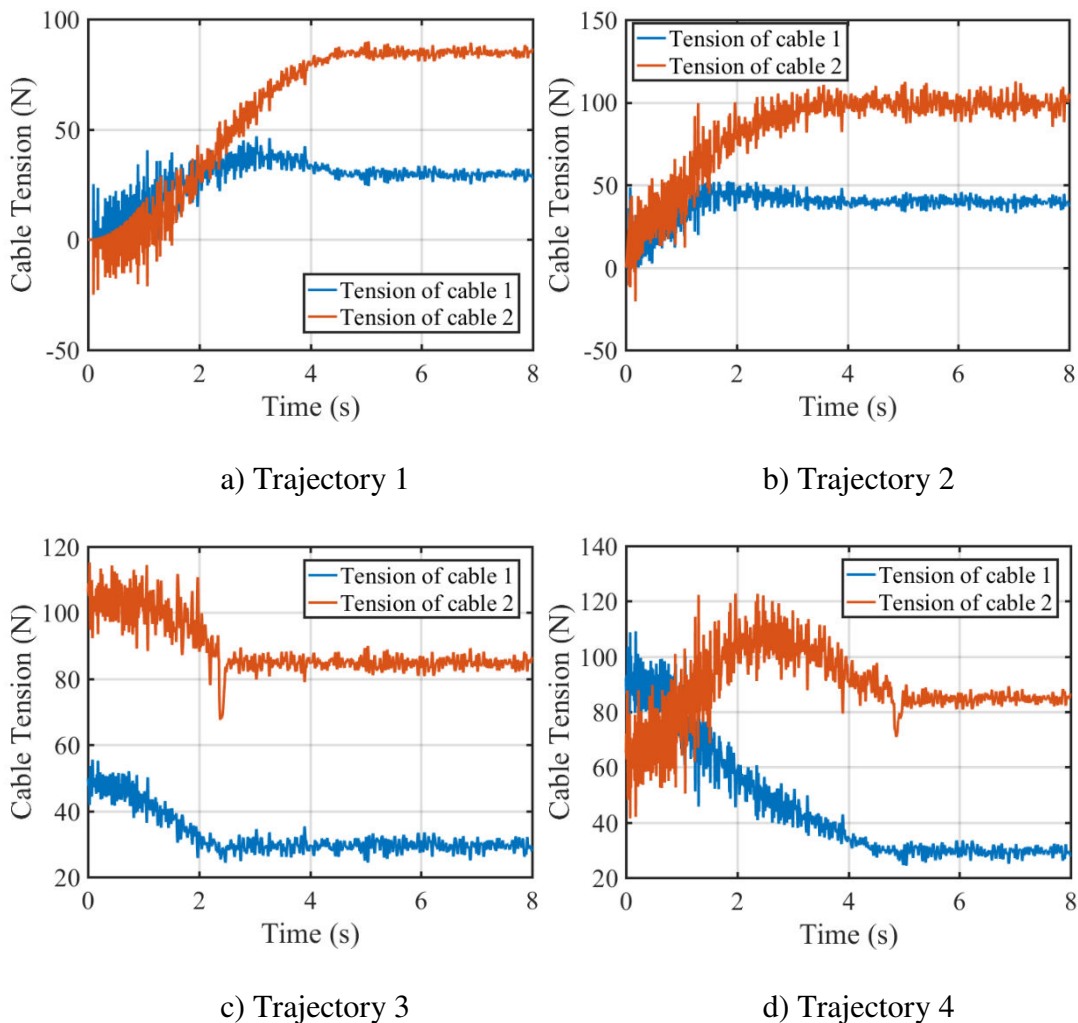 100
50
0
-50
Cable Tension (N)
Tension of cable 1
Tension of cable 2
0 2 4 6 8
Time (s)
a) Trajectory 1
150
100
50
0
-50
Cable Tension (N)
Tension of cable 1
Tension of cable 2
0 2 4 6 8
Time (s)
b) Trajectory 2
120
100
80
60
40
20
Cable Tension (N)
Tension of cable 1
Tension of cable 2
0 2 4 6 8
Time (s)
c) Trajectory 3
140
120
100
80
60
40
20
Cable Tension (N)
Tension of cable 1
Tension of cable 2
0 2 4 6 8
Time (s)
d) Trajectory 4